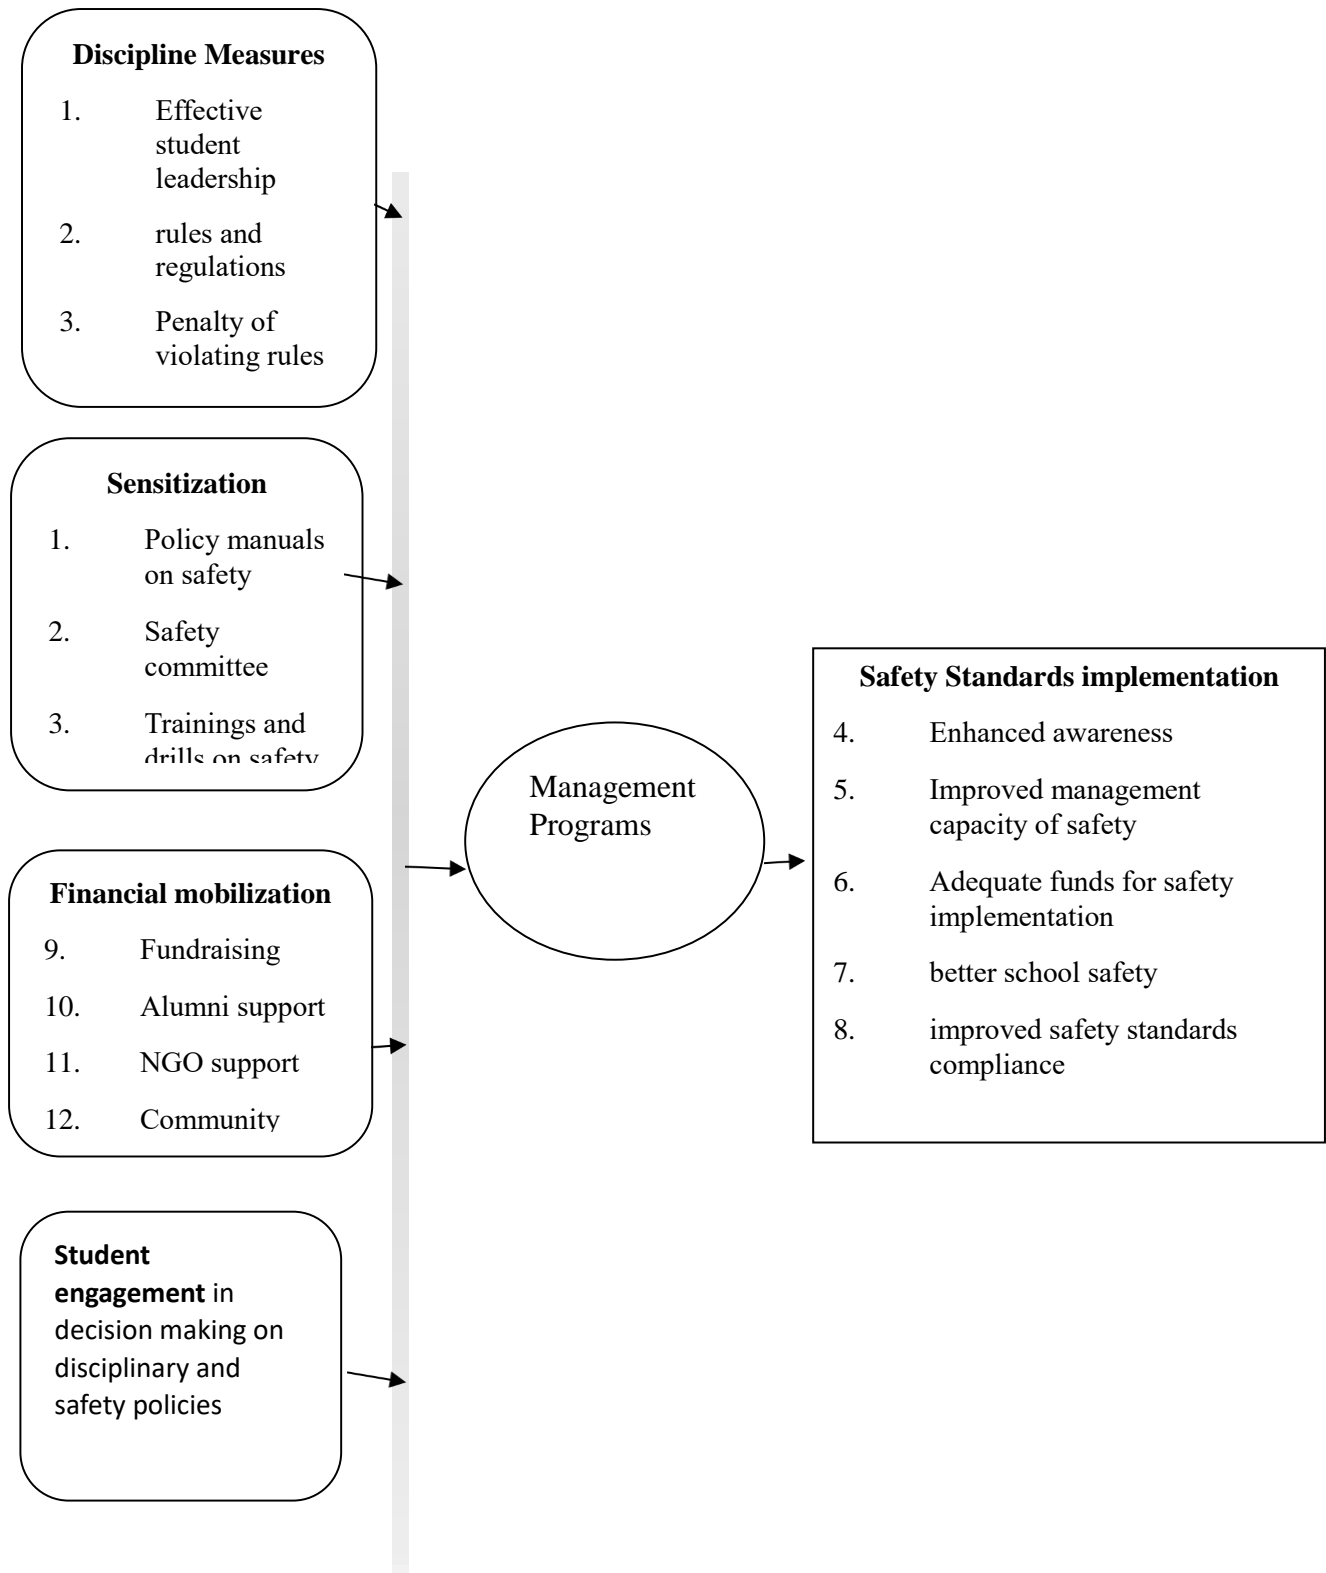 Discipline Measures
1. Effective
student
leadership
2. rules and
regulations
3. Penalty of
violating rules
Sensitization
1. Policy manuals
on safety
2. Safety
committee
3. Trainings and
drills on safety
Financial mobilization
9. Fundraising
10. Alumni support
11. NGO support
12. Community
Student
engagement in
decision making on
disciplinary and
safety policies
Management
Programs
Safety Standards implementation
4. Enhanced awareness
5. Improved management
capacity of safety
6. Adequate funds for safety
implementation
7. better school safety
8. improved safety standards
compliance